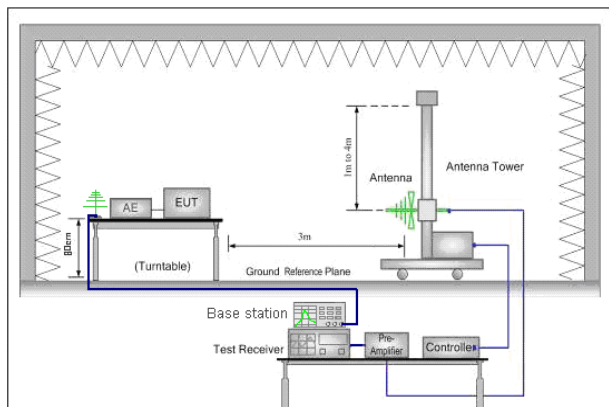 1m to 4m
Antenna
Antenna Tower
AE
EUT
80cm
3m
(Turntable)
Ground Reference Plane
Base station
Test Receiver
Pre-
Amplifier
Controller